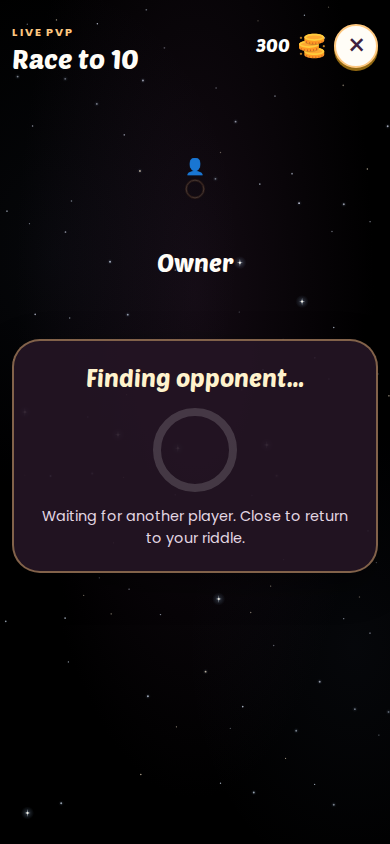 LIVE PVP
Race to 10
300
Owner
Finding opponent...
Waiting for another player. Close to return
to your riddle.